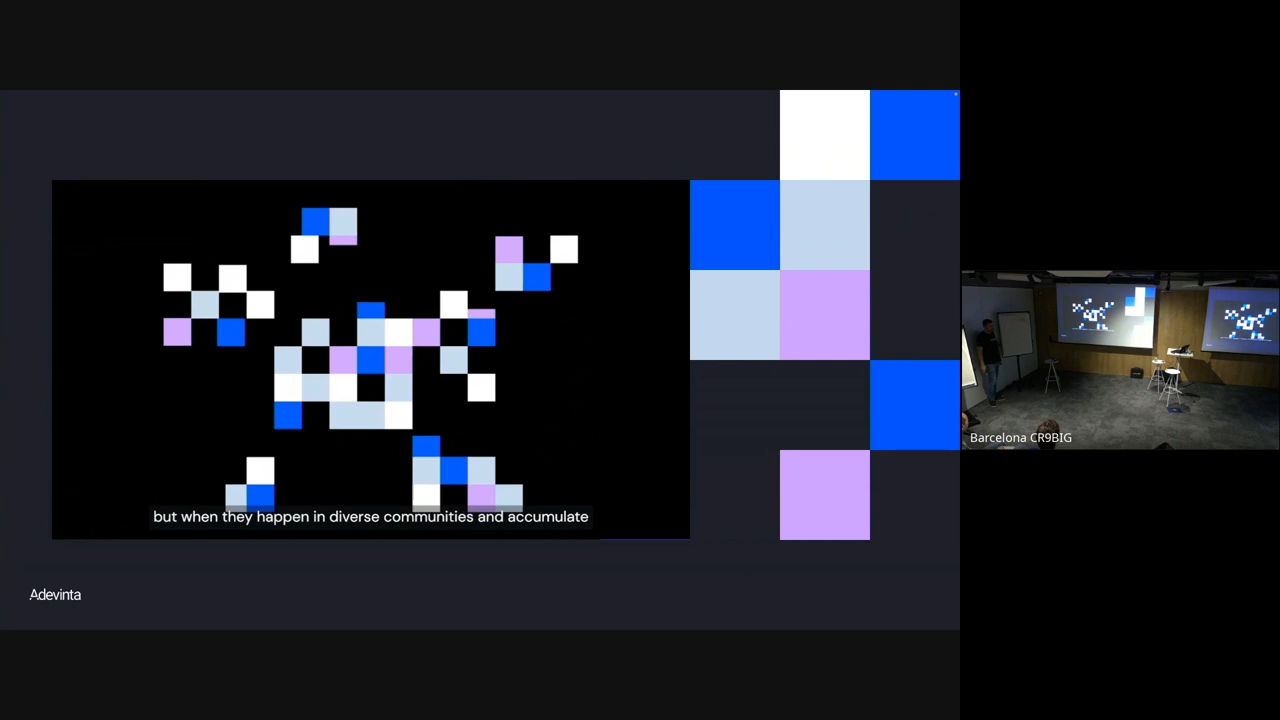 but when they happen in diverse communities and accumulate
Adevinta
Barcelona CR9BIG